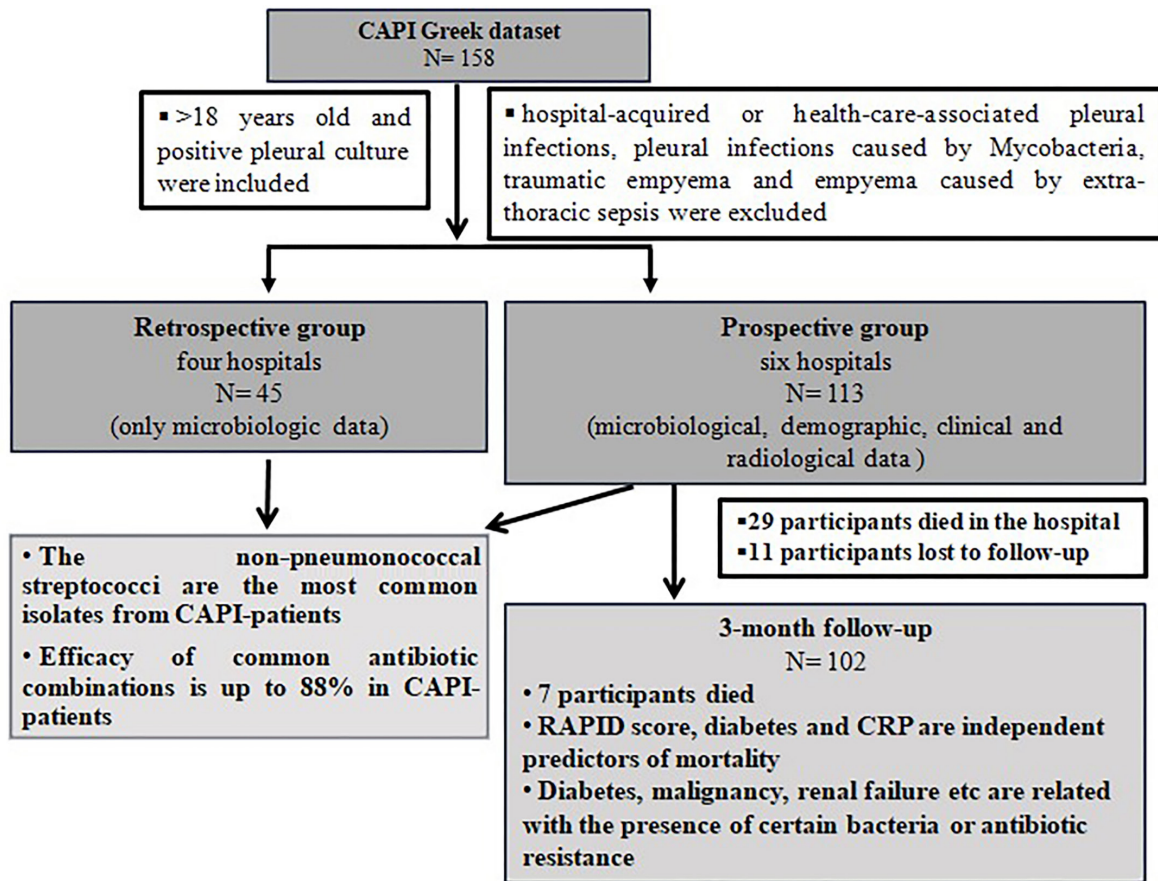 CAPI Greek dataset
N= 158
▪ >18 years old and
positive pleural culture
were included
▪ hospital-acquired or health-care-associated pleural
infections, pleural infections caused by Mycobacteria,
traumatic empyema and empyema caused by extra-
thoracic sepsis were excluded
Retrospective group
four hospitals
N= 45
(only microbiologic data)
Prospective group
six hospitals
N= 113
(microbiological, demographic, clinical and
radiological data )
▪29 participants died in the hospital
▪11 participants lost to follow-up
• The non-pneumonococcal
streptococci are the most common
isolates from CAPI-patients
• Efficacy of common antibiotic
combinations is up to 88% in CAPI-
patients
3-month follow-up
N= 102
• 7 participants died
• RAPID score, diabetes and CRP are independent
predictors of mortality
• Diabetes, malignancy, renal failure etc are related
with the presence of certain bacteria or antibiotic
resistance